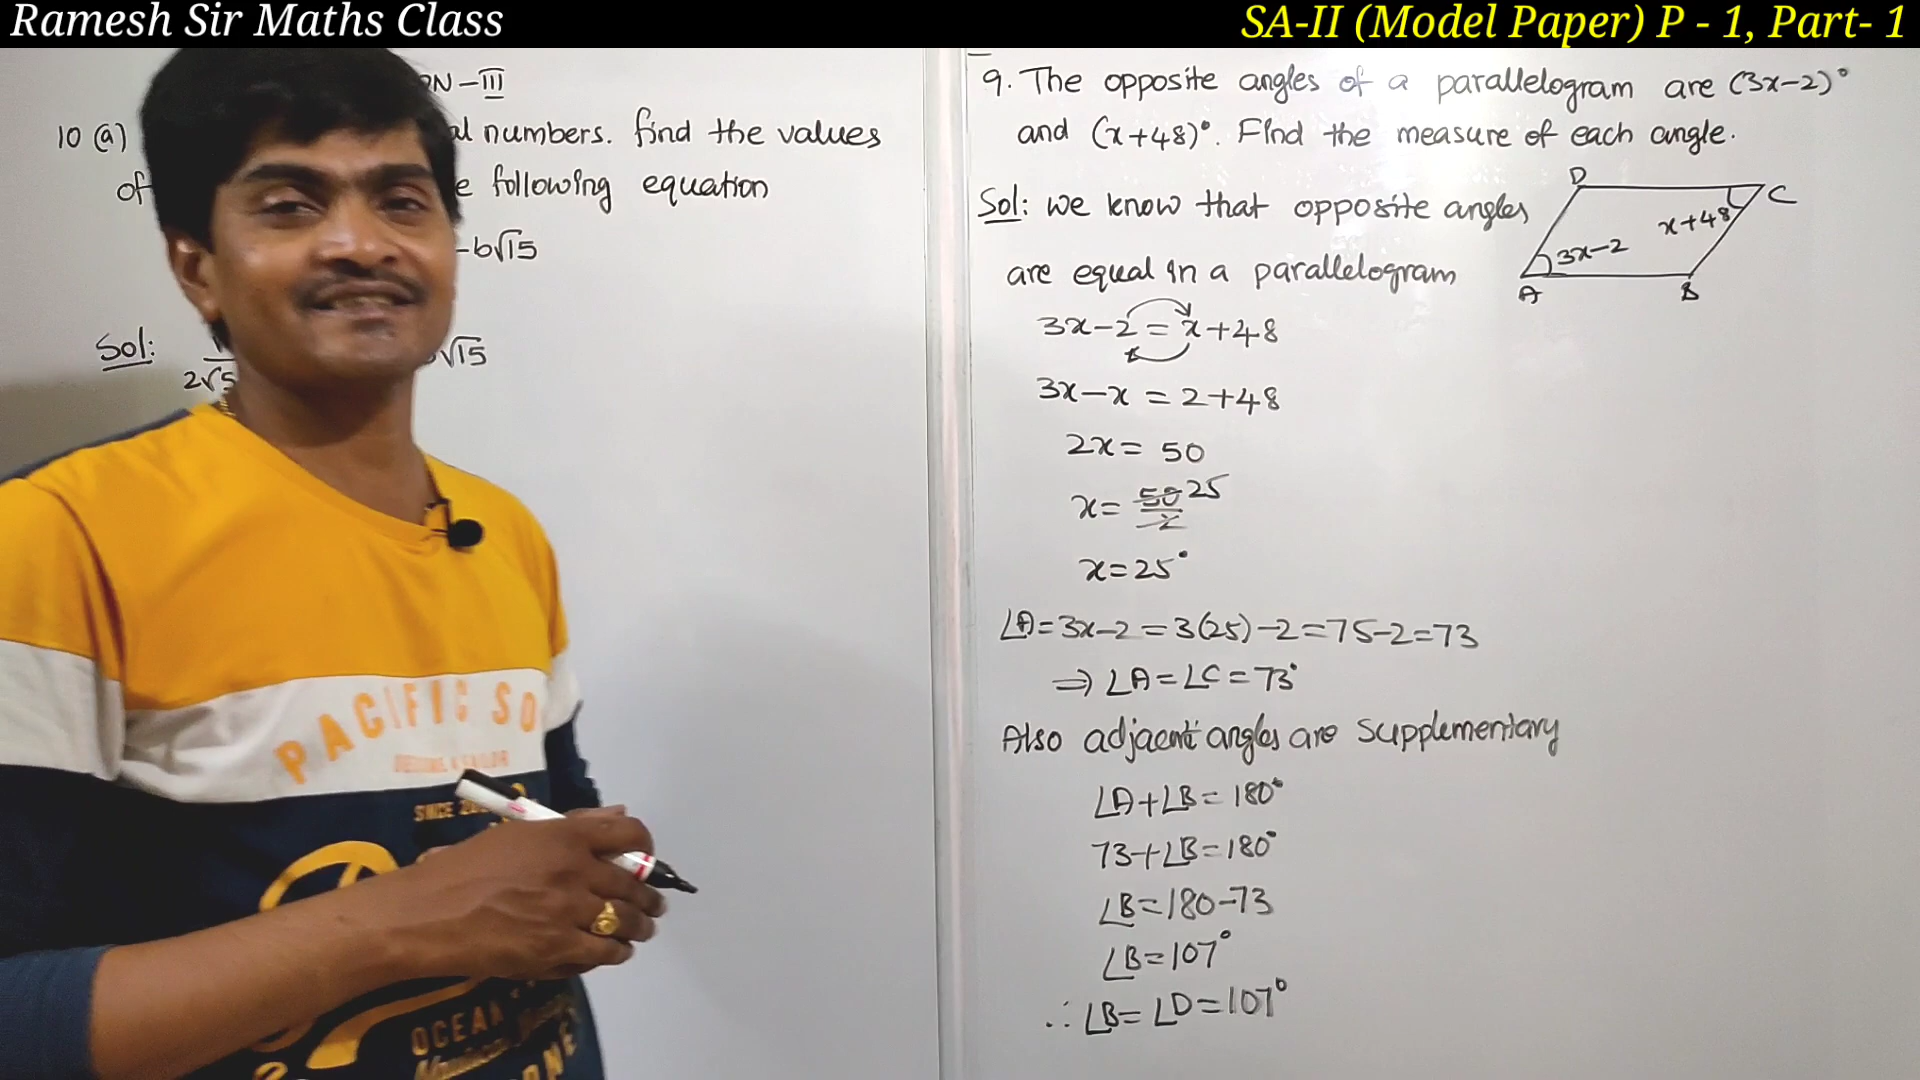 Ramesh Sir Maths Class
SA-II (Model Paper) P - 1, Part- 1
ON-III
10 (a) al numbers. find the values
of e following equation
-b√15
Sol: 2√5 √15
9. The opposite angles of a parallelogram are (3x-2)°
and (x+48)°. Find the measure of each angle.
Sol: we know that opposite angles
are equal in a parallelogram
D
C
x+48
3x-2
A
B
3x-2 = x+48
3x-x = 2+48
2x = 50
x = 50/2 25
x=25°
∠A=3x-2=3(25)-2=75-2=73
⇒ ∠A=∠C=73°
Also adjacent angles are supplementary
∠A+∠B=180°
73+∠B=180°
∠B=180-73
∠B=107°
∴ ∠B=∠D=107°
PACIFIC SO
SINCE
OCEAN